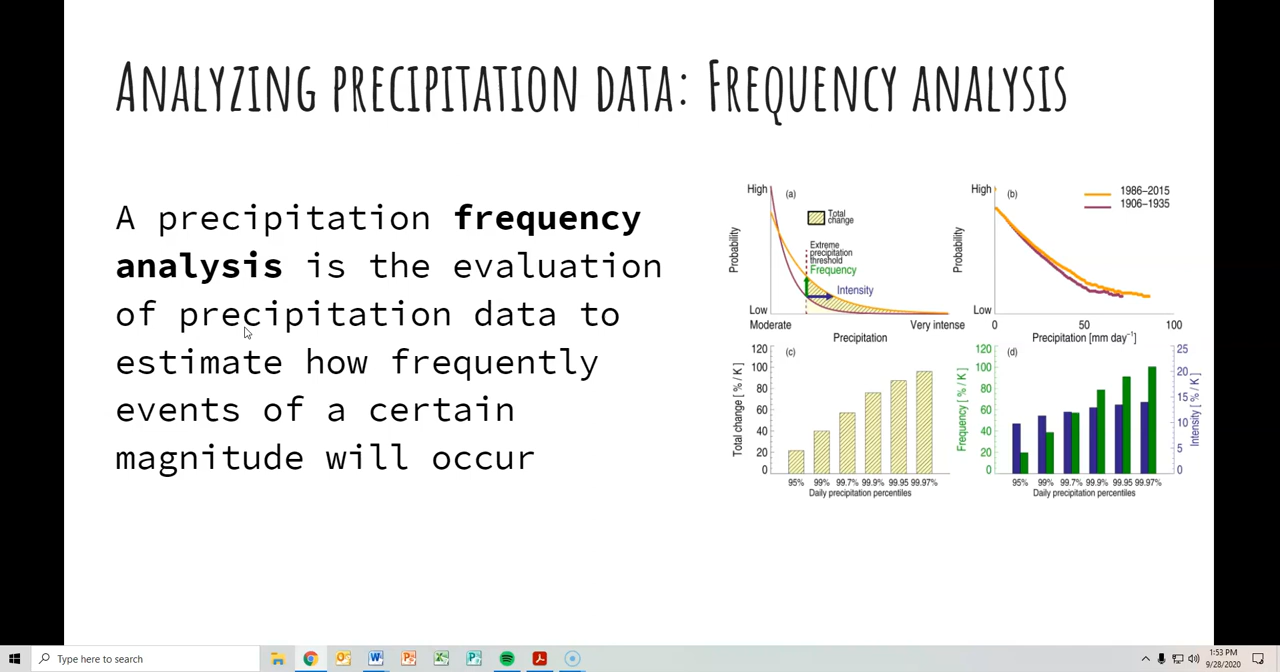 Analyzing precipitation data: Frequency analysis
A precipitation frequency
analysis is the evaluation
of precipitation data to
estimate how frequently
events of a certain
magnitude will occur
High
(a)
Total
change
Extreme
precipitation
threshold
Frequency
Intensity
Probability
Low
Moderate
Very intense
Precipitation
High
(b)
1986–2015
1906–1935
Probability
Low
0
50
100
Precipitation [mm day⁻¹]
120
(c)
100
80
60
40
20
0
Total change [ % / K ]
95%
99%
99.7%
99.9%
99.95
99.97%
Daily precipitation percentiles
120
(d)
100
80
60
40
20
0
Frequency [ % / K ]
25
20
15
10
5
0
Intensity [ % / K ]
95%
99%
99.7%
99.9%
99.95
99.97%
Daily precipitation percentiles
Type here to search
1:53 PM
9/28/2020